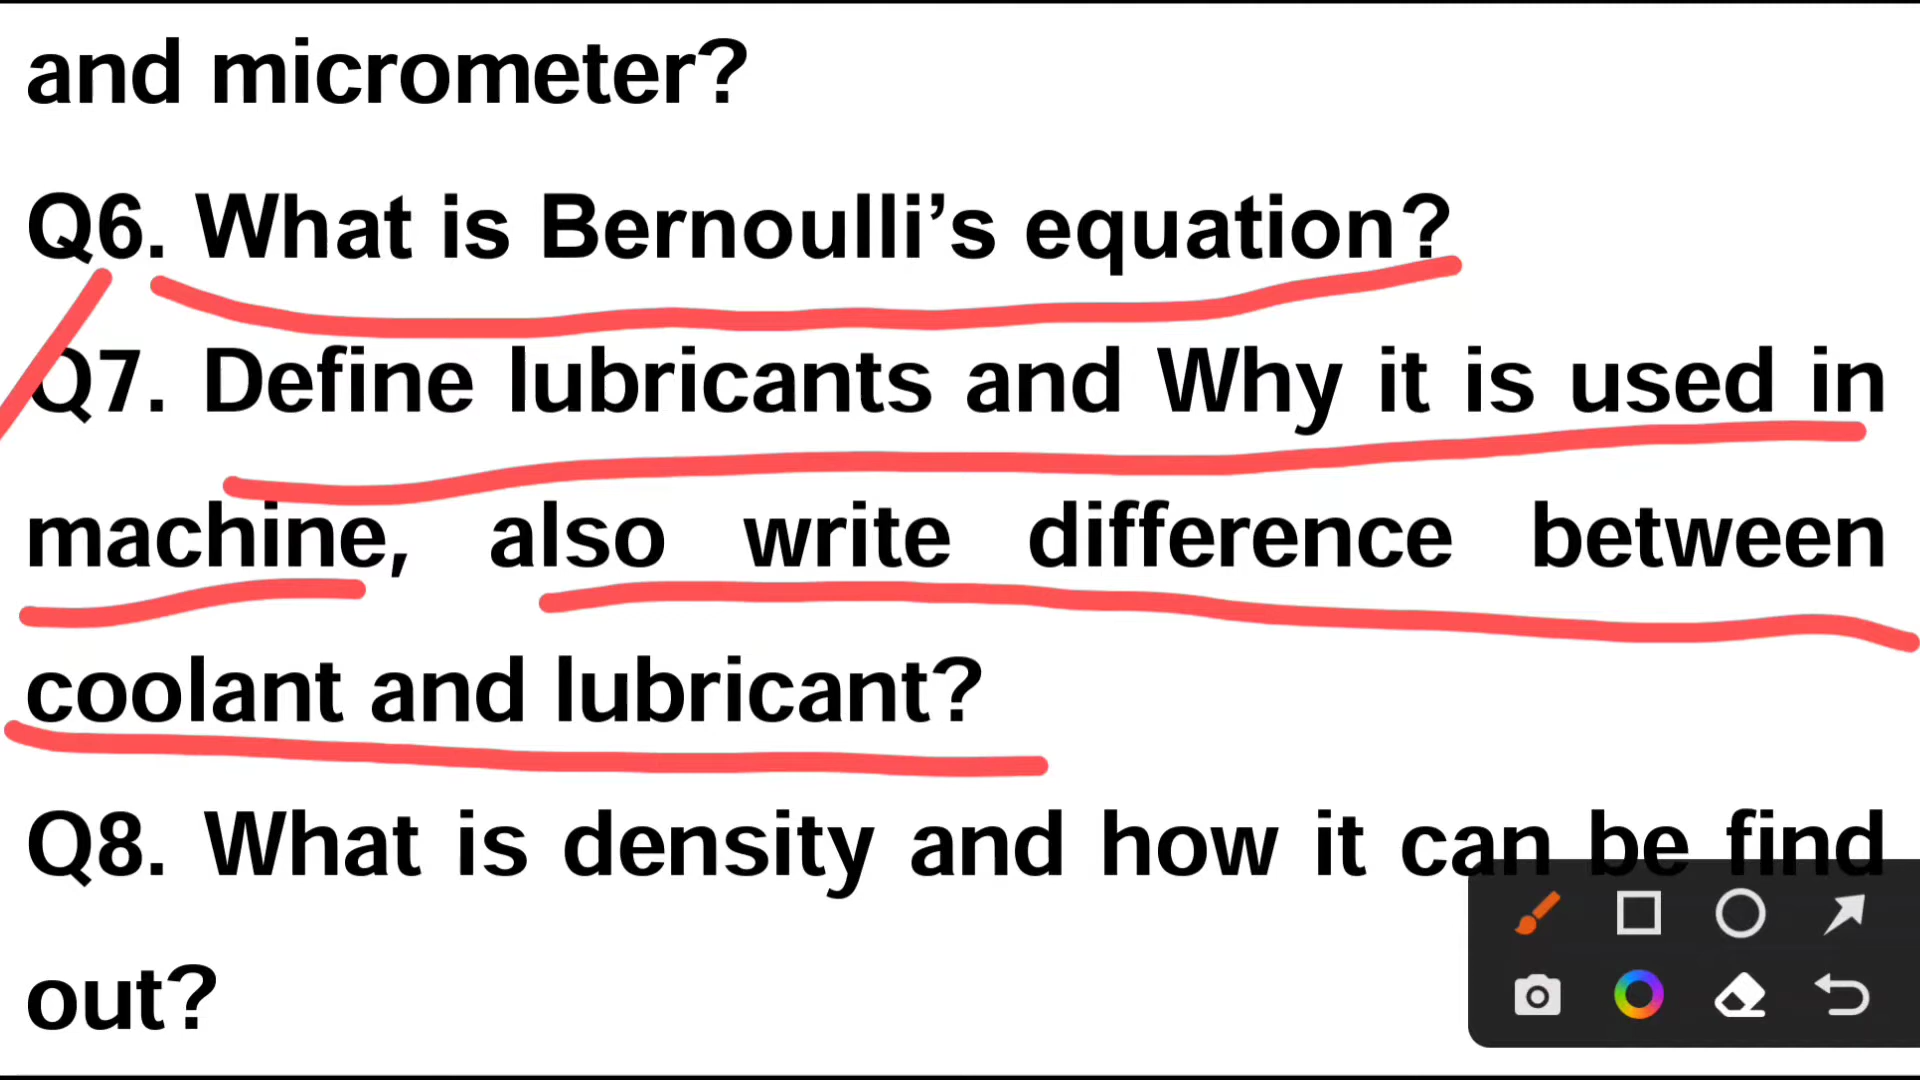 and micrometer?
Q6. What is Bernoulli’s equation?
Q7. Define lubricants and Why it is used in
machine, also write difference between
coolant and lubricant?
Q8. What is density and how it can be find
out?